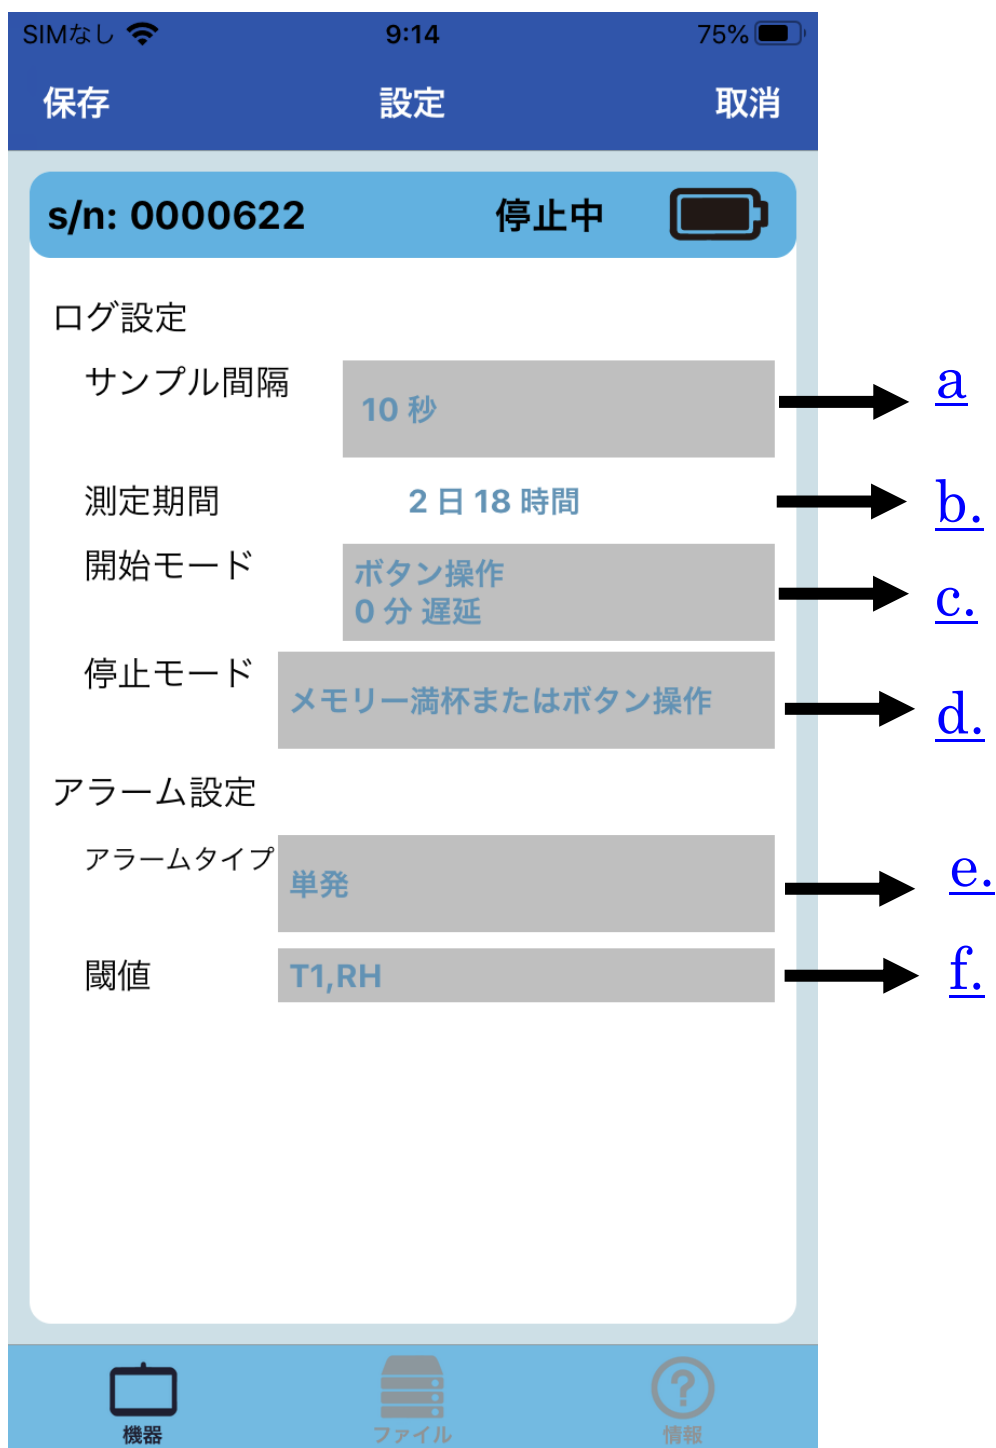 SIMなし 9:14 75%
保存 設定 取消
s/n: 0000622 停止中
ログ設定
サンプル間隔 10 秒 a
測定期間 2 日 18 時間 b.
開始モード ボタン操作
0 分 遅延 c.
停止モード メモリー満杯またはボタン操作 d.
アラーム設定
アラームタイプ 単発 e.
閾値 T1,RH f.
機器 ファイル 情報